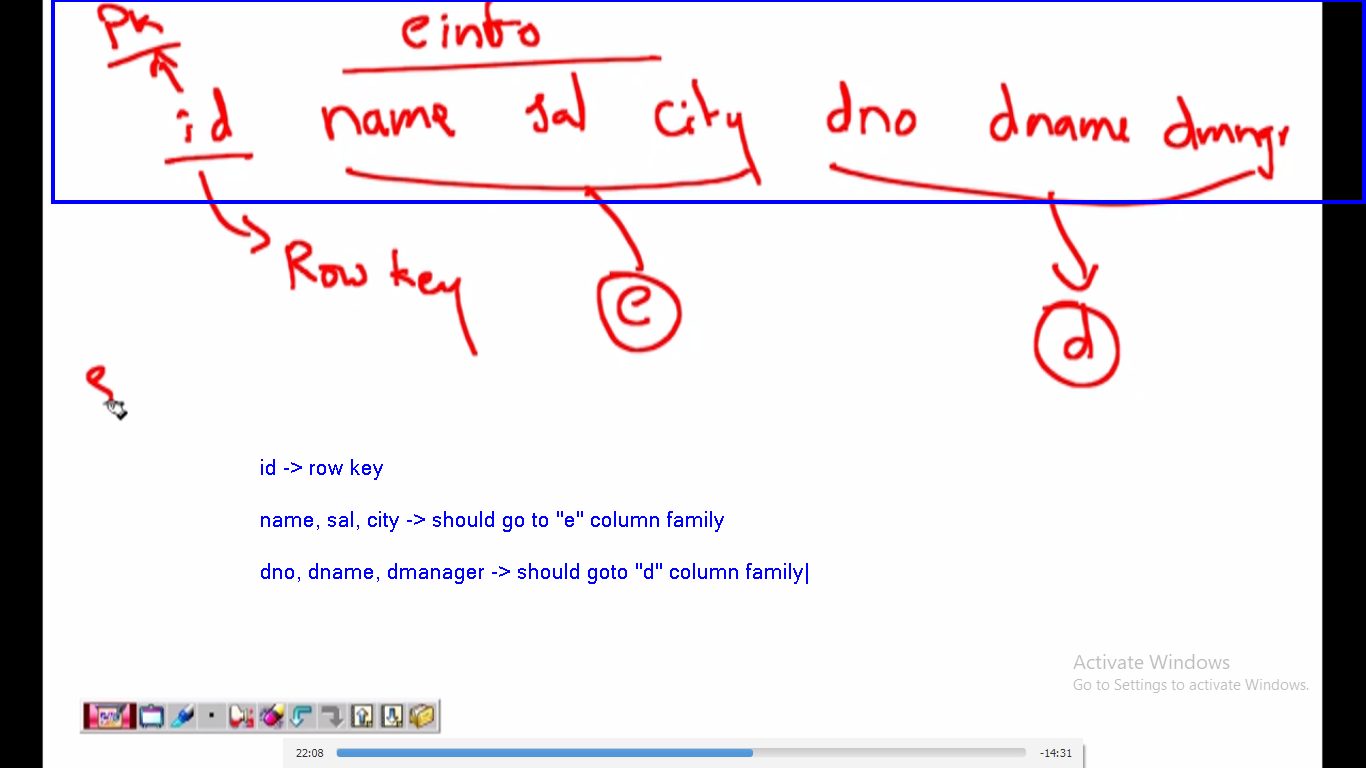 PK
einfo
id name sal city dno dname dmngr
Row key
e
d
e
id -> row key
name, sal, city -> should go to "e" column family
dno, dname, dmanager -> should goto "d" column family
Activate Windows
Go to Settings to activate Windows.
22:08 -14:31